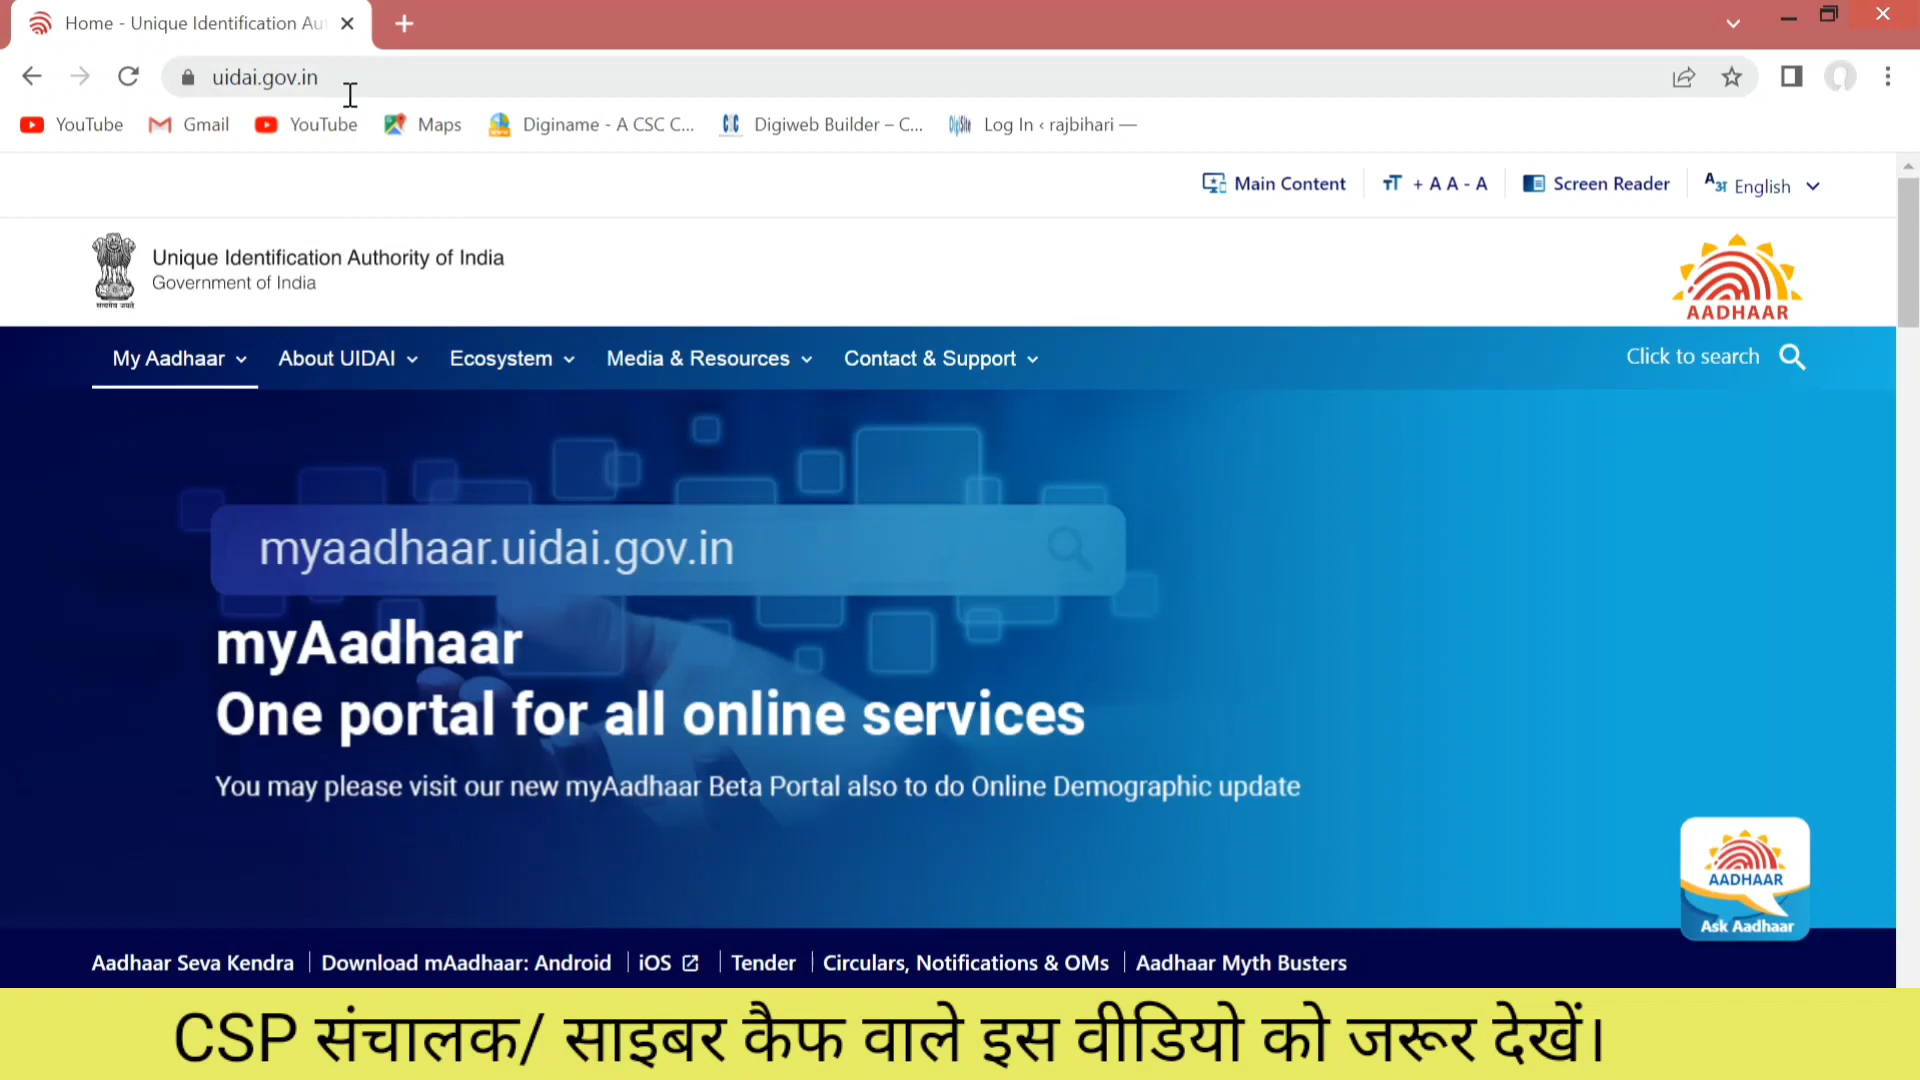 Home - Unique Identification Au
uidai.gov.in
YouTube
Gmail
YouTube
Maps
Diginame - A CSC C...
Digiweb Builder – C...
Log In ‹ rajbihari —
Main Content
+ A A - A
Screen Reader
English
Unique Identification Authority of India
Government of India
सत्यमेव जयते
AADHAAR
My Aadhaar
About UIDAI
Ecosystem
Media & Resources
Contact & Support
Click to search
myaadhaar.uidai.gov.in
myAadhaar
One portal for all online services
You may please visit our new myAadhaar Beta Portal also to do Online Demographic update
AADHAAR
Ask Aadhaar
Aadhaar Seva Kendra
Download mAadhaar: Android
iOS
Tender
Circulars, Notifications & OMs
Aadhaar Myth Busters
CSP संचालक/ साइबर कैफ वाले इस वीडियो को जरूर देखें।